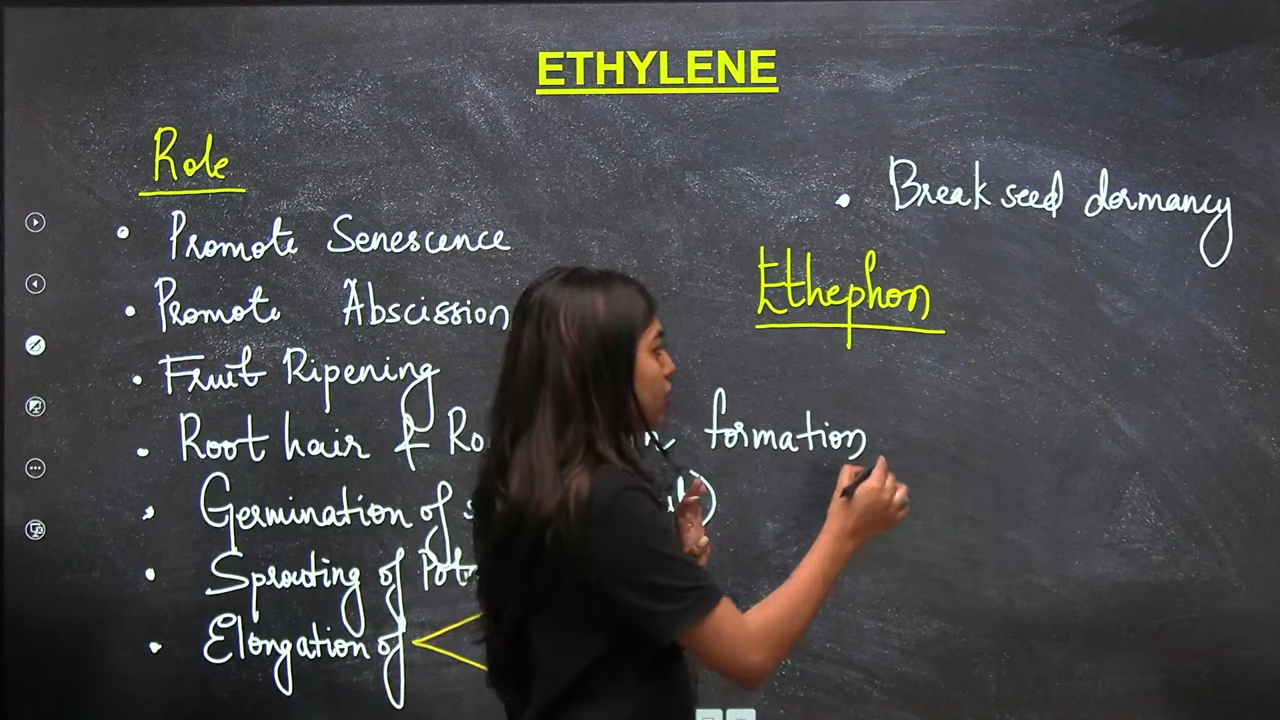 ETHYLENE
Role
• Promote Senescence
• Promote Abscission
• Fruit Ripening
• Root hair & Ro formation
• Germination of s
• Sprouting of Pot
• Elongation of
• Break seed dormancy
Ethephon